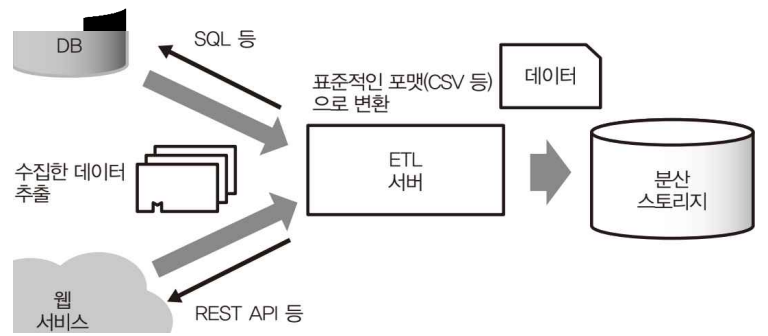 DB
SQL 등
표준적인 포맷(CSV 등)
으로 변환
데이터
수집한 데이터
추출
ETL
서버
분산
스토리지
웹
서비스
REST API 등